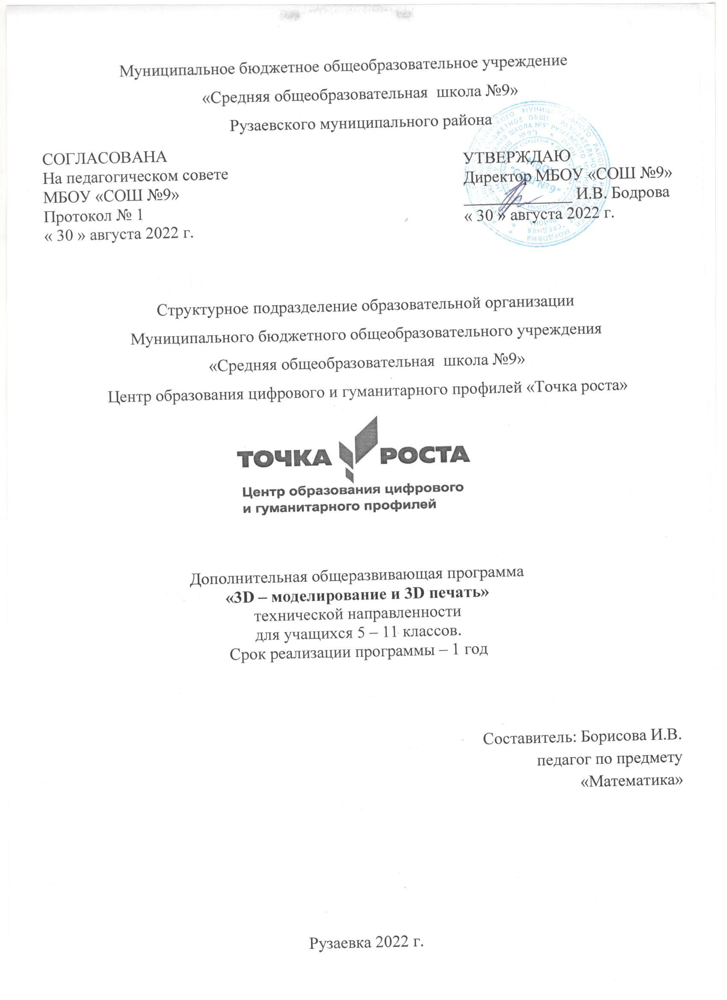 Муниципальное бюджетное общеобразовательное учреждение
«Средняя общеобразовательная школа №9»
Рузаевского муниципального района
СОГЛАСОВАНА
На педагогическом совете
МБОУ «СОШ №9»
Протокол № 1
« 30 » августа 2022 г.
УТВЕРЖДАЮ
Директор МБОУ «СОШ №9»
И.В. Бодрова
« 30 » августа 2022 г.
МБОУ
"СОШ №9"
Структурное подразделение образовательной организации
Муниципального бюджетного общеобразовательного учреждения
«Средняя общеобразовательная школа №9»
Центр образования цифрового и гуманитарного профилей «Точка роста»
ТОЧКА РОСТА
Центр образования цифрового
и гуманитарного профилей
Дополнительная общеразвивающая программа
«3D – моделирование и 3D печать»
технической направленности
для учащихся 5 – 11 классов.
Срок реализации программы – 1 год
Составитель: Борисова И.В.
педагог по предмету
«Математика»
Рузаевка 2022 г.